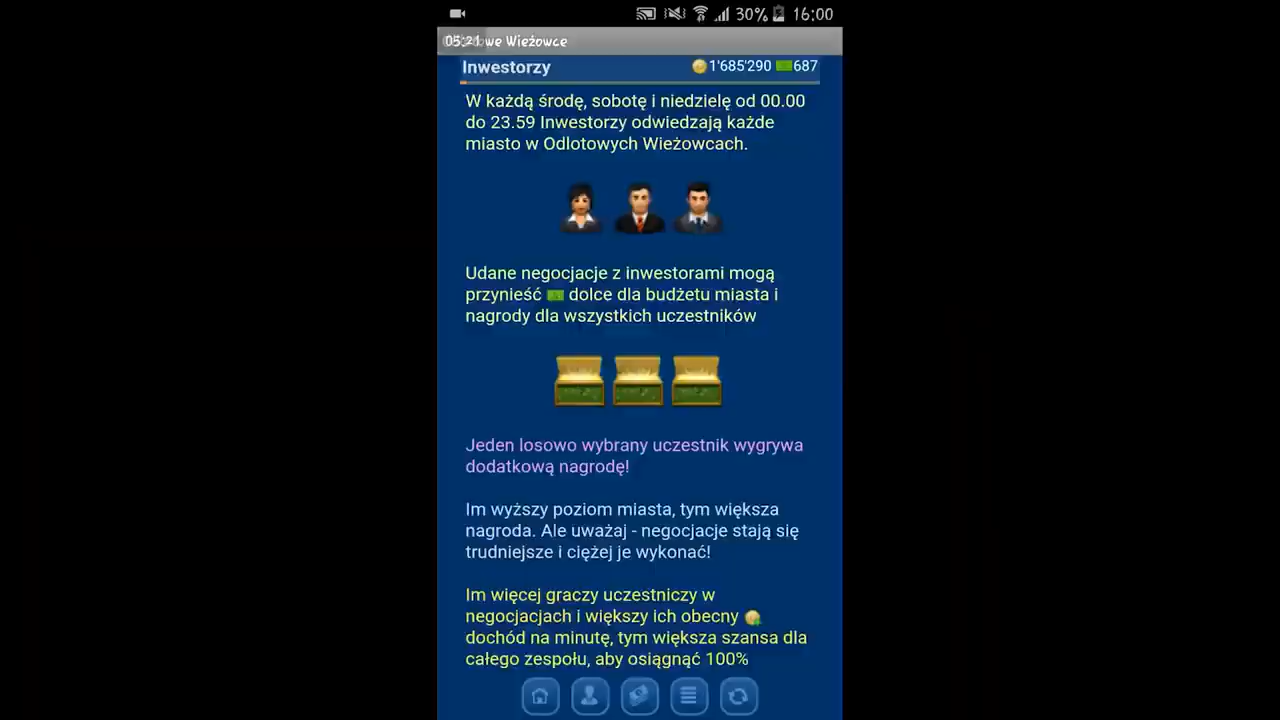 30% 16:00
05:21 we Wieżowce
Inwestorzy 1'685'290 687
W każdą środę, sobotę i niedzielę od 00.00
do 23.59 Inwestorzy odwiedzają każde
miasto w Odlotowych Wieżowcach.
Udane negocjacje z inwestorami mogą
przynieść dolce dla budżetu miasta i
nagrody dla wszystkich uczestników
Jeden losowo wybrany uczestnik wygrywa
dodatkową nagrodę!
Im wyższy poziom miasta, tym większa
nagroda. Ale uważaj - negocjacje stają się
trudniejsze i ciężej je wykonać!
Im więcej graczy uczestniczy w
negocjacjach i większy ich obecny
dochód na minutę, tym większa szansa dla
całego zespołu, aby osiągnąć 100%